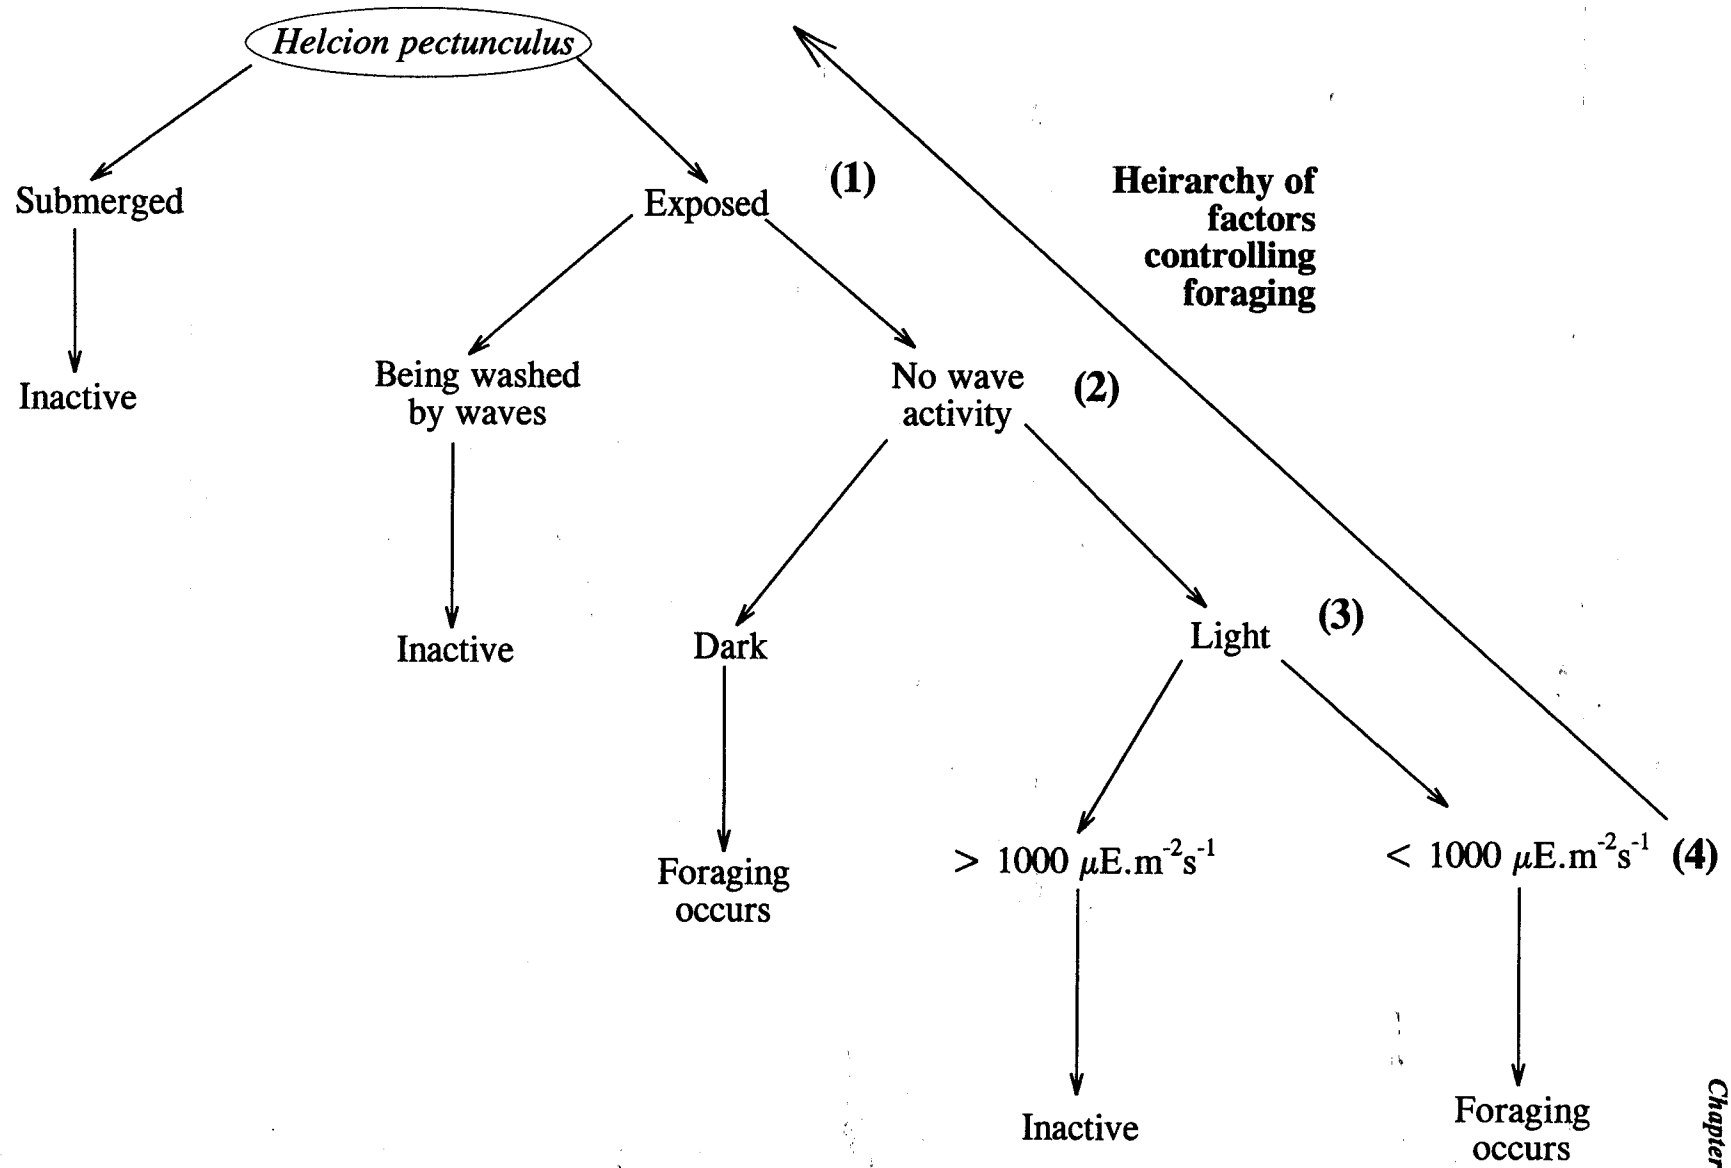 Helcion pectunculus
Submerged
Exposed
(1)
Heirarchy of
factors
controlling
foraging
Inactive
Being washed
by waves
No wave
activity
(2)
Inactive
Dark
Light
(3)
Foraging
occurs
> 1000 μE.m⁻²s⁻¹
< 1000 μE.m⁻²s⁻¹
(4)
Inactive
Foraging
occurs
Chapter